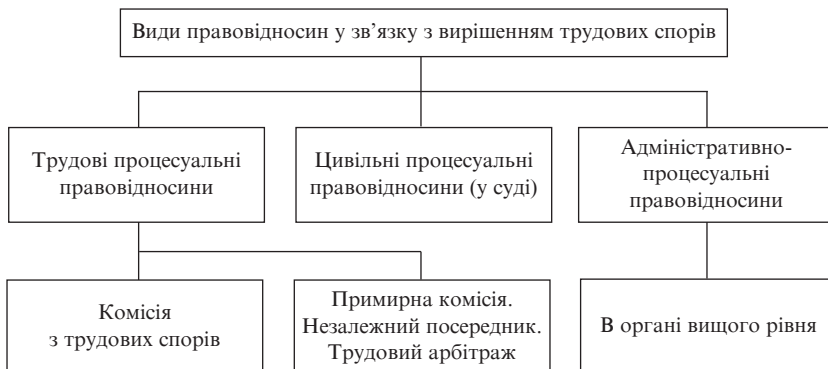 Види правовідносин у зв’язку з вирішенням трудових спорів
Трудові процесуальні
правовідносини
Цивільні процесуальні
правовідносини (у суді)
Адміністративно-
процесуальні
правовідносини
Комісія
з трудових спорів
Примирна комісія.
Незалежний посередник.
Трудовий арбітраж
В органі вищого рівня